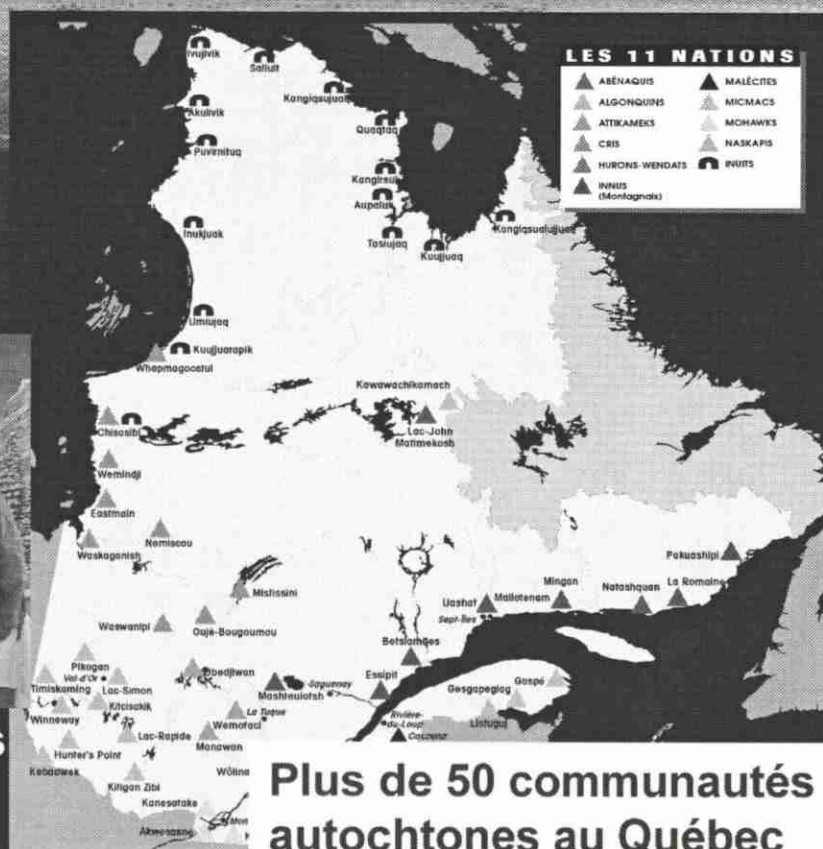 LES 11 NATIONS
ABÉNAQUIS
ALGONQUINS
ATTIKAMEKS
CRIS
HURONS-WENDATS
INNUS
(Montagnais)
MALÉCITES
MICMACS
MOHAWKS
NASKAPIS
INUITS
Ivujivik
Salluit
Kangiqsujuaq
Akulivik
Quaqtaq
Puvirnituq
Kangirsuk
Aupaluk
Inukjuak
Tasiujaq
Kuujjuaq
Kangiqsualujjuaq
Umiujaq
Kuujjuarapik
Whapmagoostui
Kawawachikamach
Chisasibi
Lac-John
Matimekosh
Wemindji
Eastmain
Nemiscau
Waskaganish
Pakuashipi
Mistissini
Mingan
Natashquan
La Romaine
Uashat
Maliotenam
Sept-Îles
Waswanipi
Oujé-Bougoumou
Betsiamites
Pikogan
Val-d'Or
Obedjiwan
Saguenay
Essipit
Gaspé
Timiskaming
Lac-Simon
Mashteuiatsh
Gesgapegiag
Winneway
Kitcisakik
La Tuque
Rivière-
du-Loup
Listuguj
Wemotaci
Cacouna
Hunter's Point
Lac-Rapide
Manawan
Kebaowek
Kitigan Zibi
Kanesatake
Akwesasne
Plus de 50 communautés
autochtones au Québec